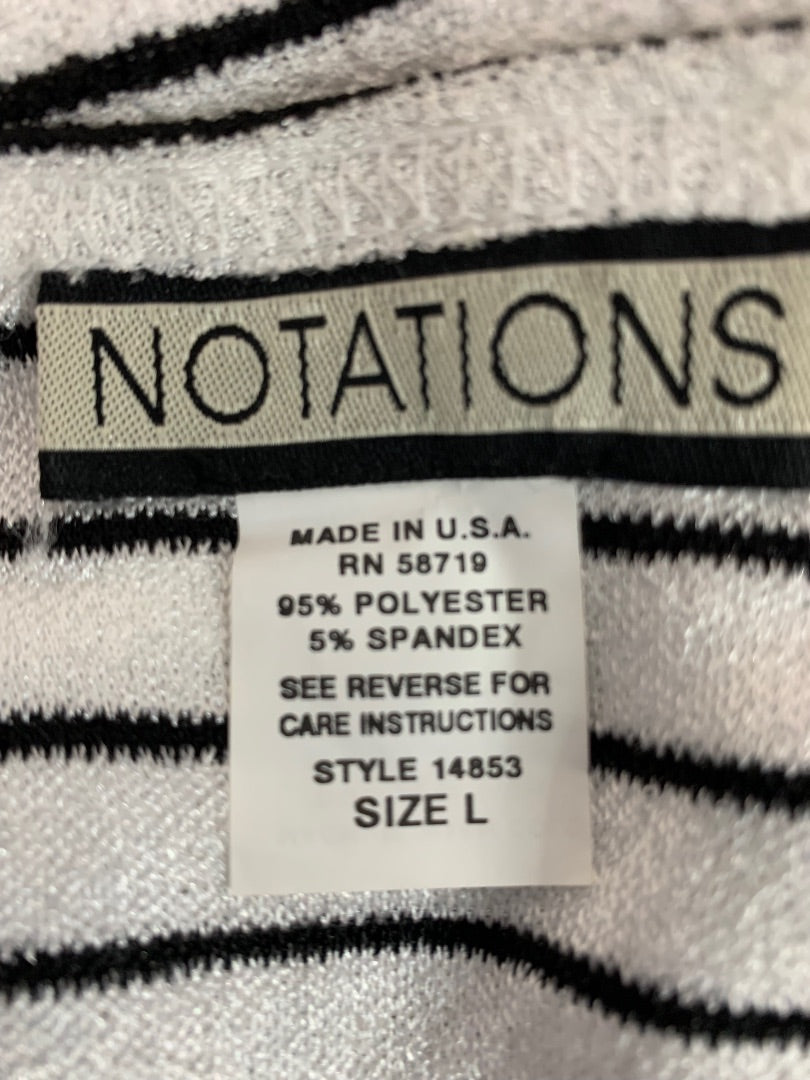 NOTATIONS
MADE IN U.S.A.
RN 58719
95% POLYESTER
5% SPANDEX
SEE REVERSE FOR
CARE INSTRUCTIONS
STYLE 14853
SIZE L